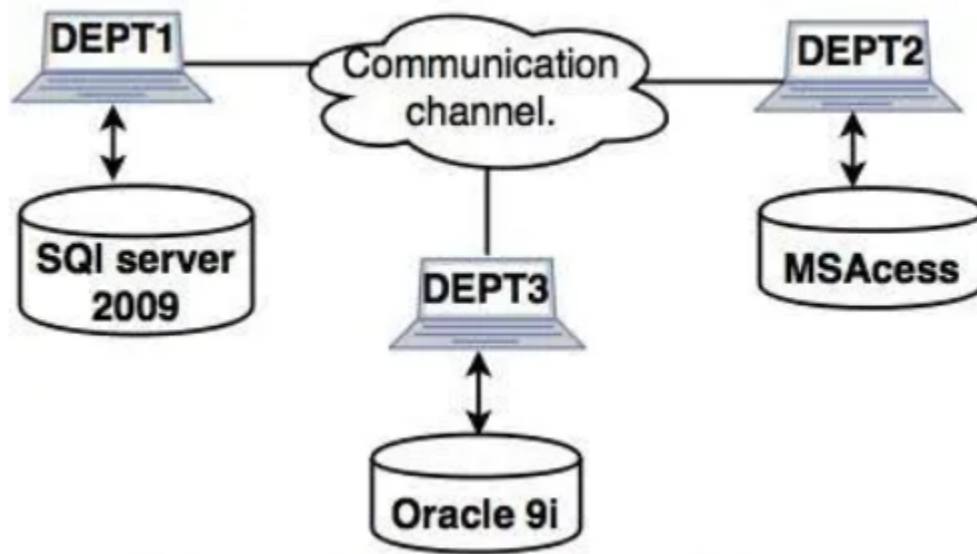 DEPT1
Communication
channel.
DEPT2
SQl server
2009
DEPT3
MSAcess
Oracle 9i